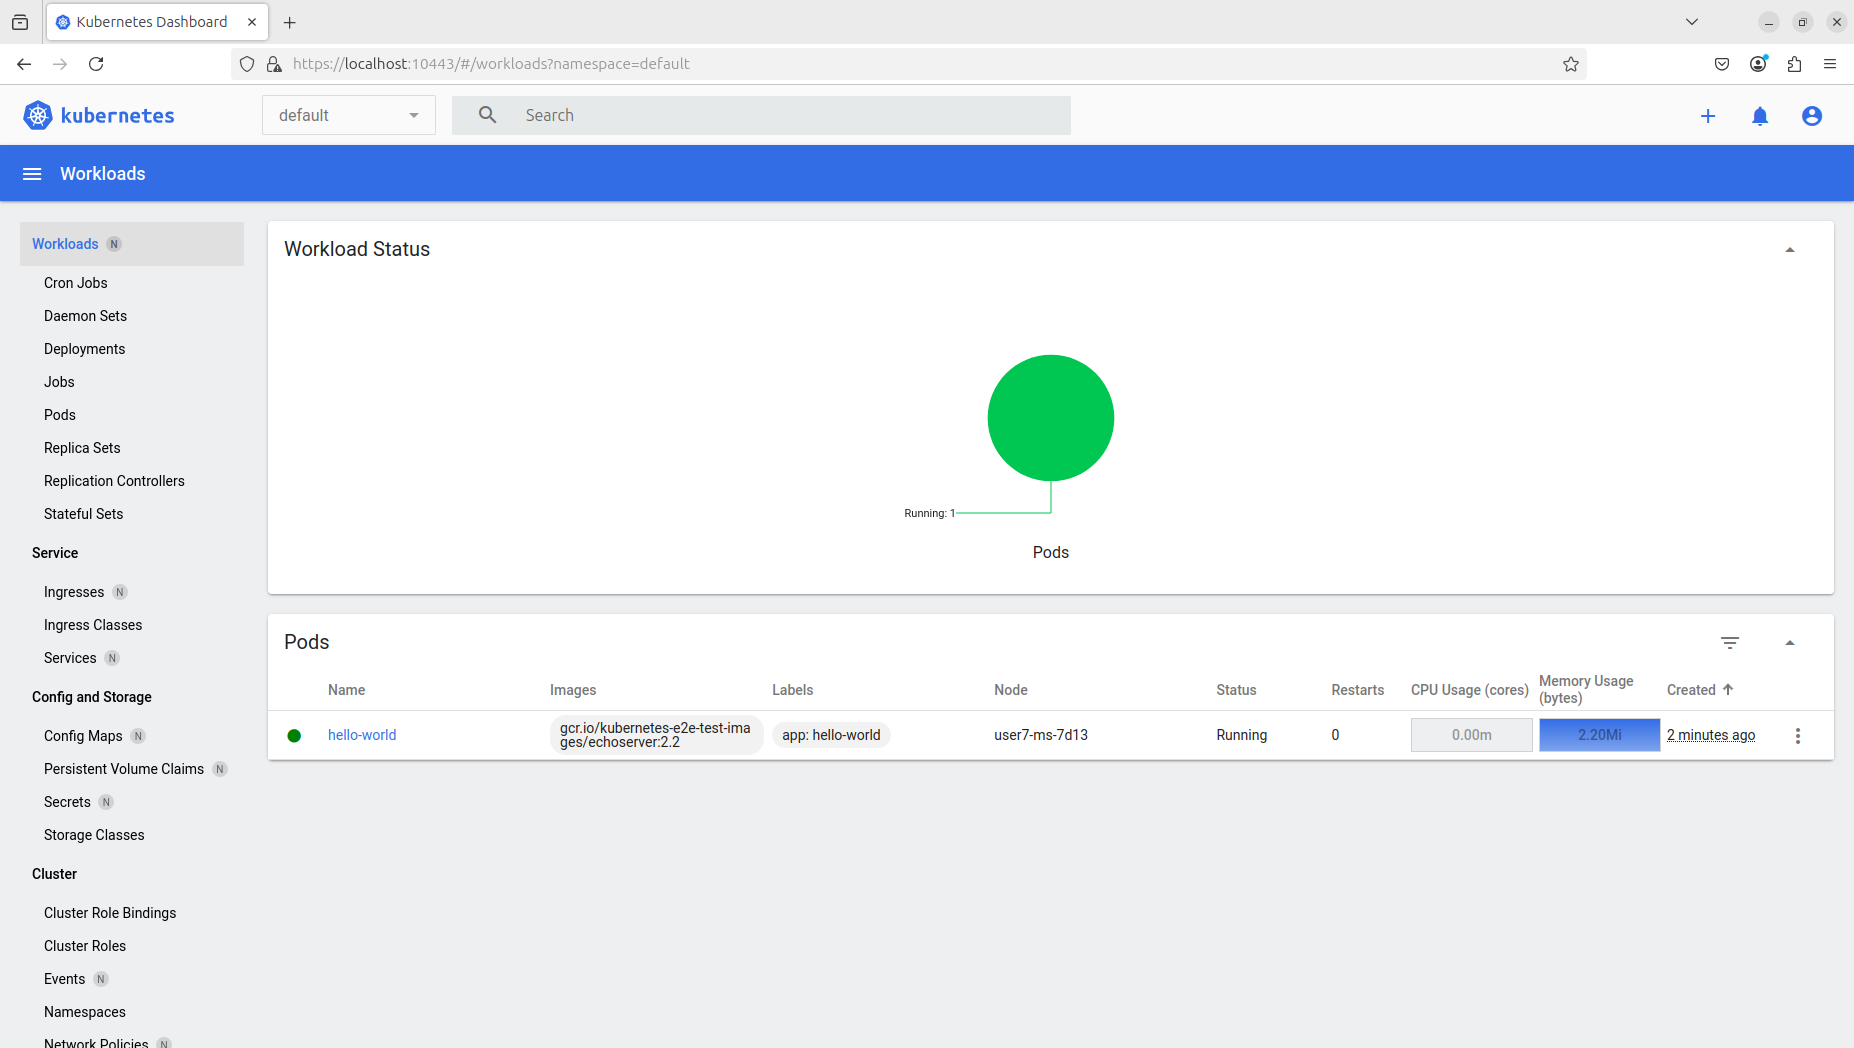 Kubernetes Dashboard
https://localhost:10443/#/workloads?namespace=default
kubernetes
default
Search
Workloads
Workloads N
Cron Jobs
Daemon Sets
Deployments
Jobs
Pods
Replica Sets
Replication Controllers
Stateful Sets
Service
Ingresses N
Ingress Classes
Services N
Config and Storage
Config Maps N
Persistent Volume Claims N
Secrets N
Storage Classes
Cluster
Cluster Role Bindings
Cluster Roles
Events N
Namespaces
Network Policies N
Workload Status
Running: 1
Pods
Pods
Name Images Labels Node Status Restarts CPU Usage (cores) Memory Usage
(bytes) Created
hello-world gcr.io/kubernetes-e2e-test-ima
ges/echoserver:2.2 app: hello-world user7-ms-7d13 Running 0 0.00m 2.20Mi 2 minutes ago